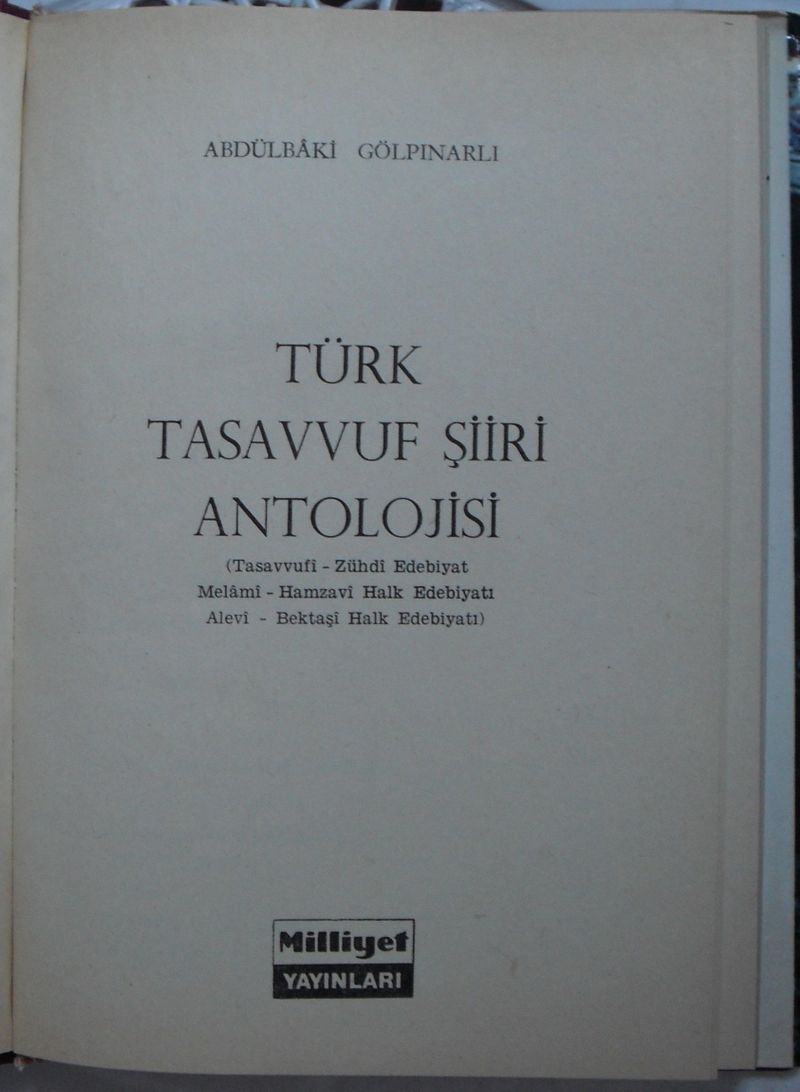 ABDÜLBÂKİ GÖLPINARLI
TÜRK
TASAVVUF ŞİİRİ
ANTOLOJİSİ
(Tasavvufî - Zühdî Edebiyat
Melâmî - Hamzavî Halk Edebiyatı
Alevî - Bektaşî Halk Edebiyatı)
Milliyet
YAYINLARI